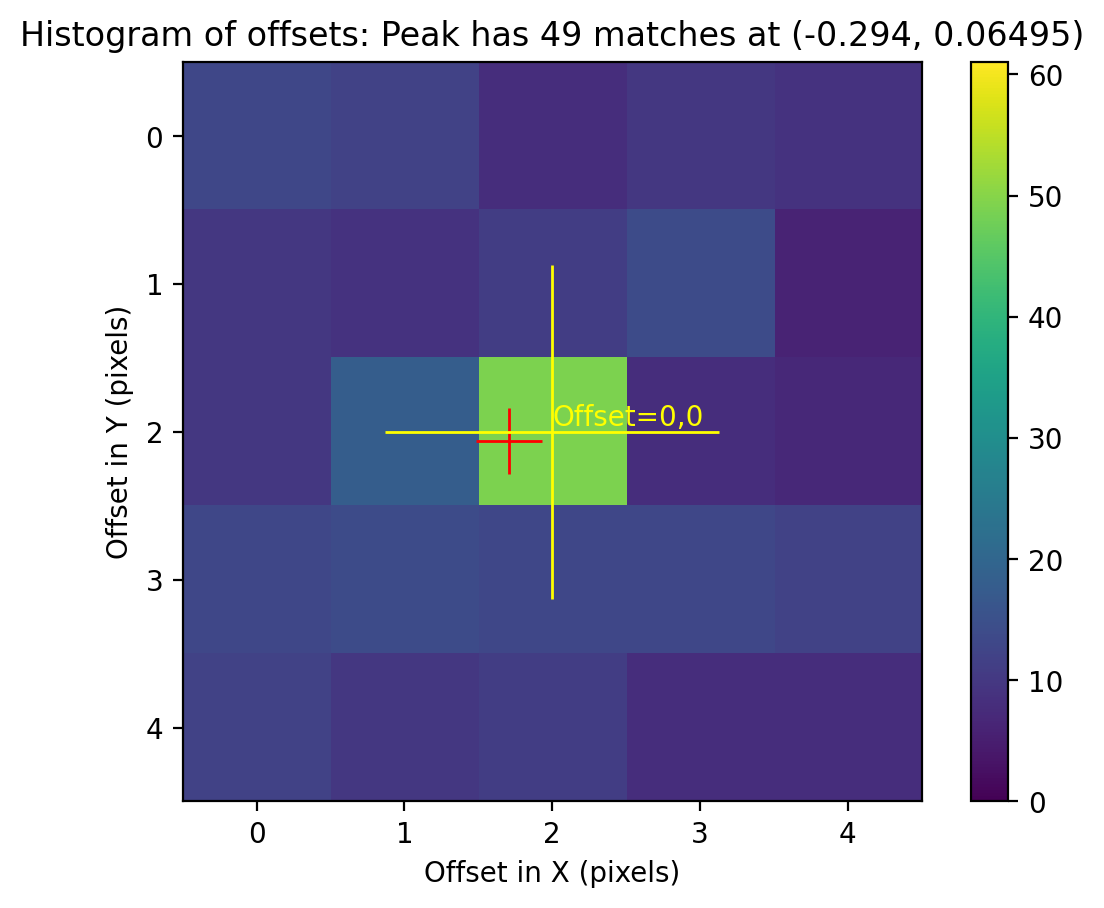 Histogram of offsets: Peak has 49 matches at (-0.294, 0.06495)
0
1
2
3
4
Offset in Y (pixels)
Offset=0,0
0 1 2 3 4
Offset in X (pixels)
60
50
40
30
20
10
0